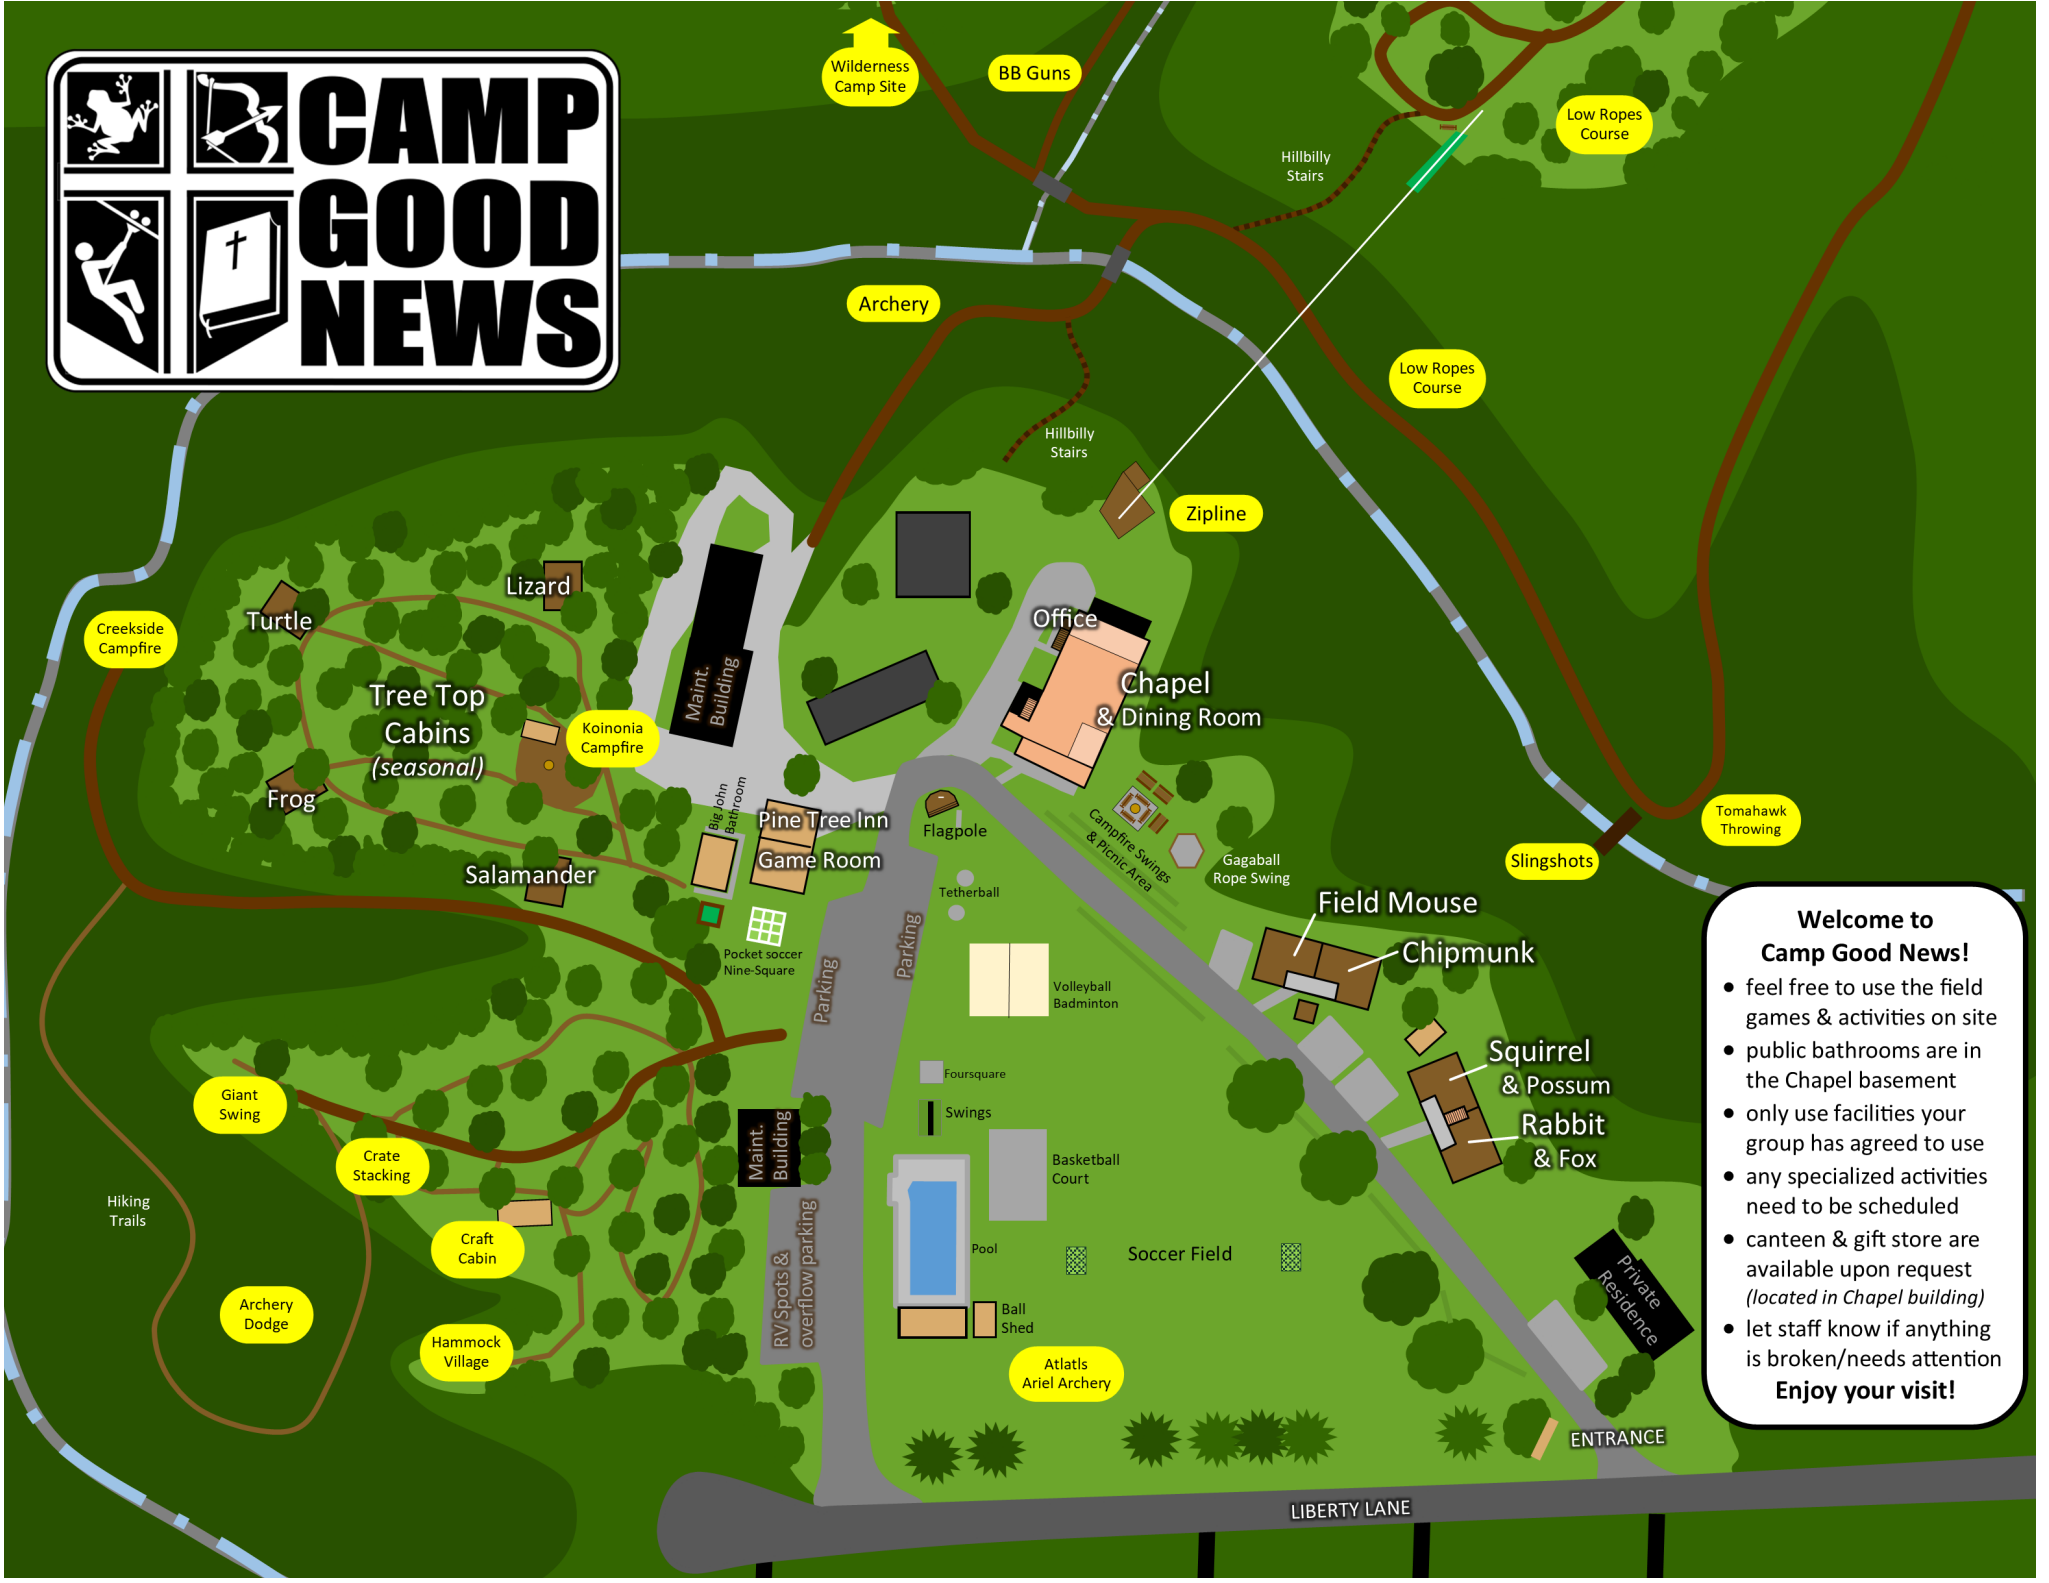 CAMP
GOOD
NEWS
Wilderness
Camp Site
BB Guns
Low Ropes
Course
Hillbilly
Stairs
Archery
Low Ropes
Course
Hillbilly
Stairs
Zipline
Lizard
Turtle
Creekside
Campfire
Office
Maint.
Building
Tree Top
Cabins
(seasonal)
Koinonia
Campfire
Chapel
& Dining Room
Frog
Big John
Bathroom
Pine Tree Inn
Game Room
Flagpole
Campfire Swings
& Picnic Area
Gagaball
Rope Swing
Tomahawk
Throwing
Slingshots
Salamander
Tetherball
Field Mouse
Chipmunk
Pocket soccer
Nine-Square
Parking
Parking
Volleyball
Badminton
Squirrel
& Possum
Rabbit
& Fox
Foursquare
Swings
Giant
Swing
Crate
Stacking
Maint.
Building
Basketball
Court
Hiking
Trails
Craft
Cabin
Pool
Soccer Field
RV Spots &
overflow parking
Private
Residence
Archery
Dodge
Ball
Shed
Hammock
Village
Atlatls
Ariel Archery
ENTRANCE
LIBERTY LANE
Welcome to
Camp Good News!
• feel free to use the field
games & activities on site
• public bathrooms are in
the Chapel basement
• only use facilities your
group has agreed to use
• any specialized activities
need to be scheduled
• canteen & gift store are
available upon request
(located in Chapel building)
• let staff know if anything
is broken/needs attention
Enjoy your visit!